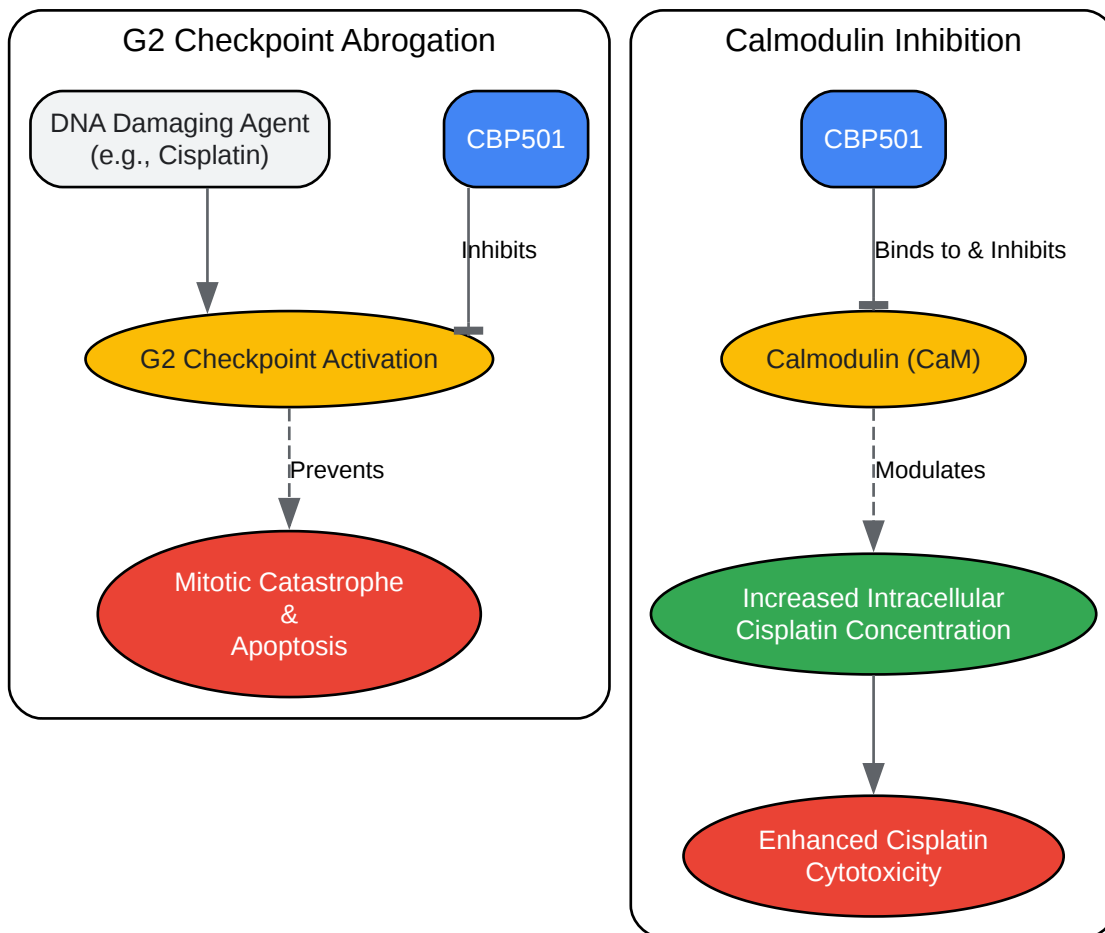 G2 Checkpoint Abrogation
DNA Damaging Agent
(e.g., Cisplatin)
CBP501
Inhibits
G2 Checkpoint Activation
Prevents
Mitotic Catastrophe
&
Apoptosis
Calmodulin Inhibition
CBP501
Binds to & Inhibits
Calmodulin (CaM)
Modulates
Increased Intracellular
Cisplatin Concentration
Enhanced Cisplatin
Cytotoxicity